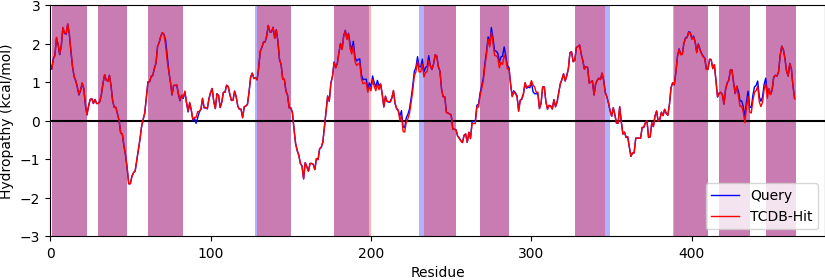 Hydropathy (kcal/mol)
3
2
1
0
−1
−2
−3
0 100 200 300 400
Residue
Query
TCDB-Hit